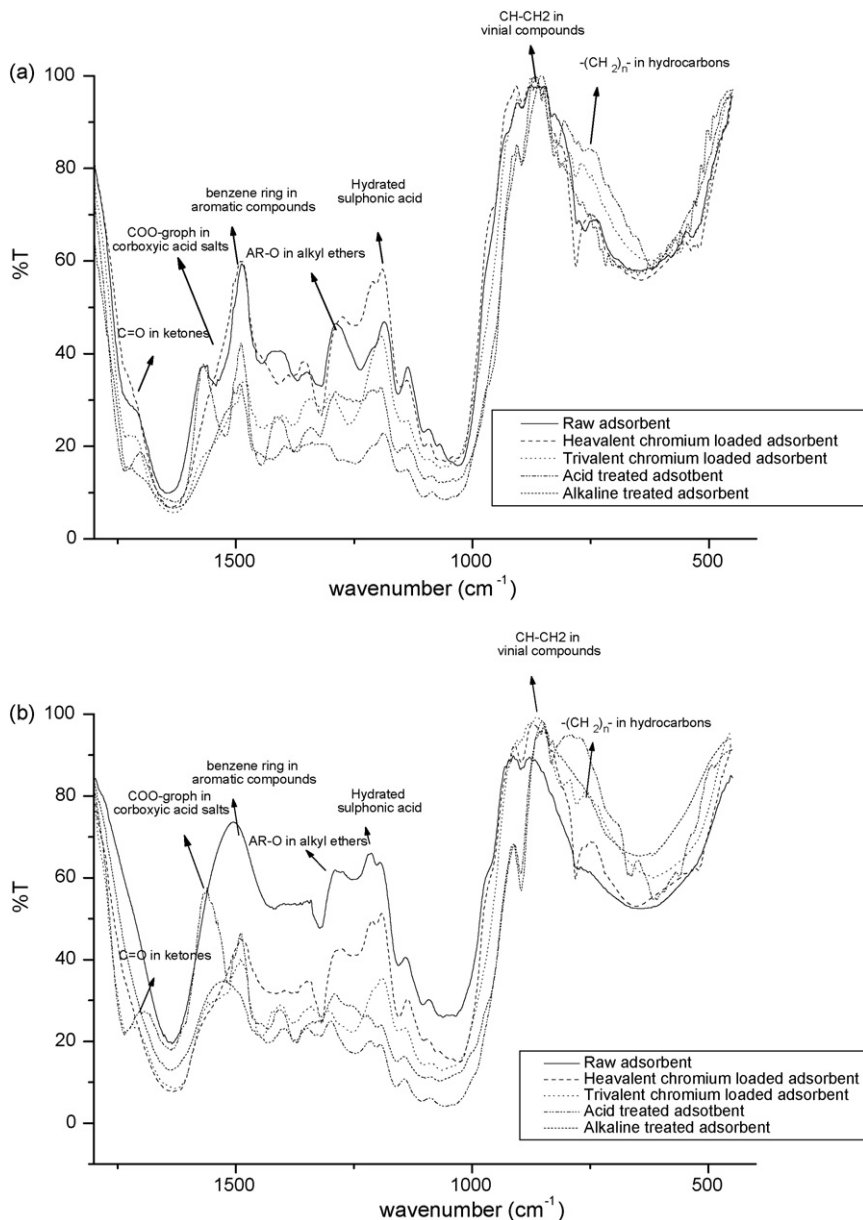 CH-CH2 in
vinial compounds
(a)
-(CH 2)n- in hydrocarbons
100
80
60
40
20
0
%T
benzene ring in
aromatic compounds
Hydrated
sulphonic acid
COO-groph in
corboxyic acid salts
AR-O in alkyl ethers
C=O in ketones
Raw adsorbent
Heavalent chromium loaded adsorbent
Trivalent chromium loaded adsorbent
Acid treated adsotbent
Alkaline treated adsorbent
1500
1000
500
wavenumber (cm-1)
CH-CH2 in
vinial compounds
(b)
-(CH 2)n- in hydrocarbons
100
80
60
40
20
0
%T
benzene ring in
aromatic compounds
COO-groph in
corboxyic acid salts
Hydrated
sulphonic acid
AR-O in alkyl ethers
C=O in ketones
Raw adsorbent
Heavalent chromium loaded adsorbent
Trivalent chromium loaded adsorbent
Acid treated adsotbent
Alkaline treated adsorbent
1500
1000
500
wavenumber (cm-1)